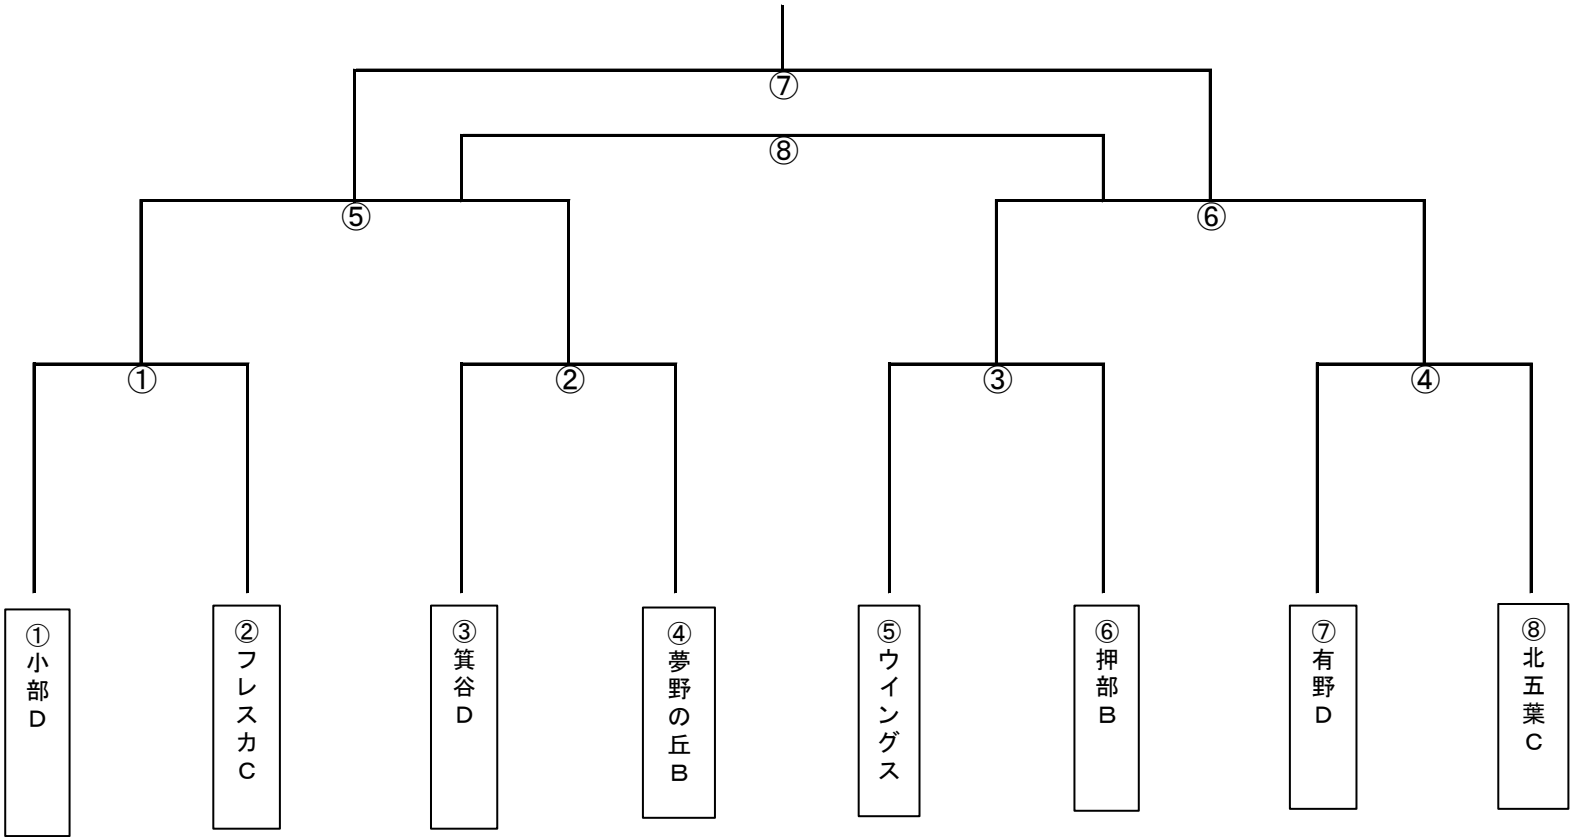 ⑦
⑧
⑤
⑥
①
②
③
④
①小部D
②フレスカC
③箕谷D
④夢野の丘B
⑤ウイングス
⑥押部B
⑦有野D
⑧北五葉C